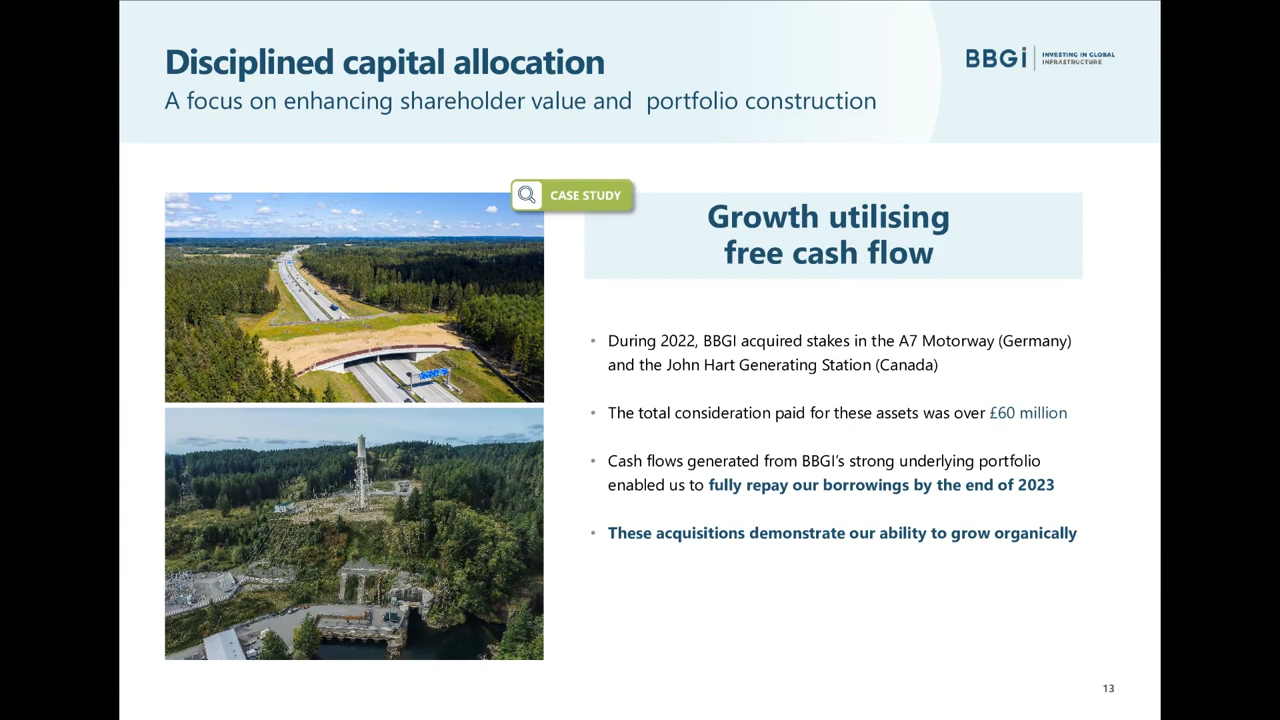 Disciplined capital allocation
A focus on enhancing shareholder value and  portfolio construction
BBGi
INVESTING IN GLOBAL
INFRASTRUCTURE
CASE STUDY
Growth utilising
free cash flow
• During 2022, BBGI acquired stakes in the A7 Motorway (Germany)
and the John Hart Generating Station (Canada)
• The total consideration paid for these assets was over £60 million
• Cash flows generated from BBGI’s strong underlying portfolio
enabled us to fully repay our borrowings by the end of 2023
• These acquisitions demonstrate our ability to grow organically
13